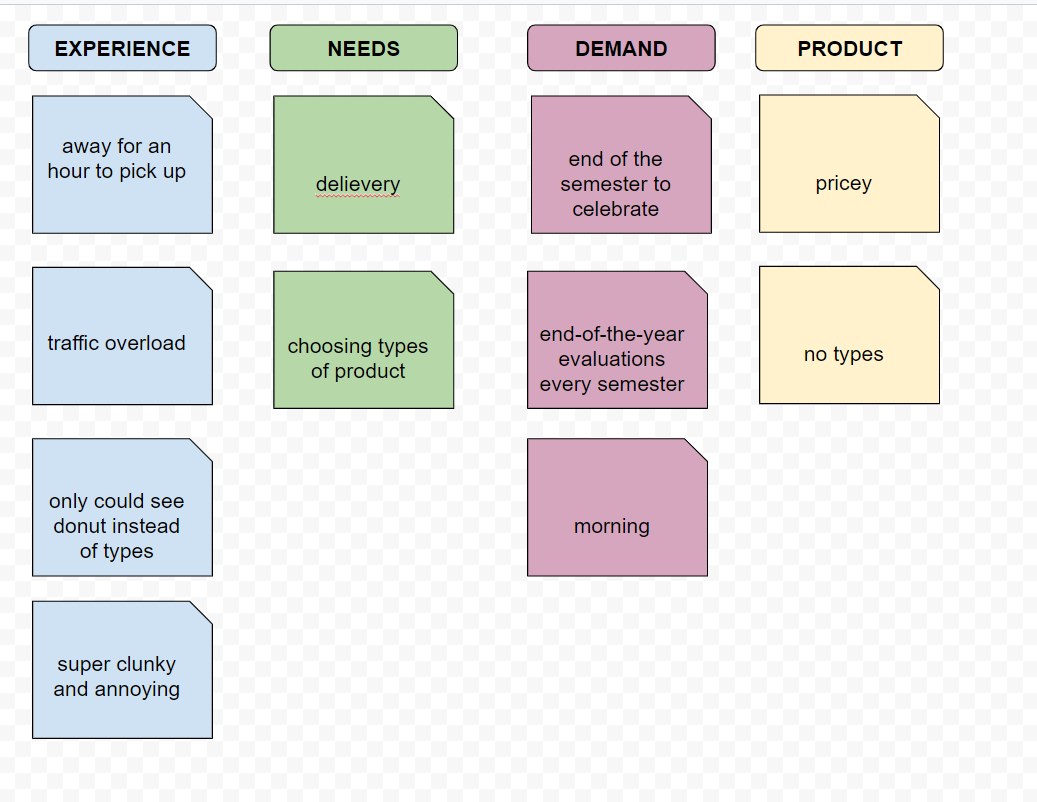 EXPERIENCE
NEEDS
DEMAND
PRODUCT
away for an
hour to pick up
delievery
end of the
semester to
celebrate
pricey
traffic overload
choosing types
of product
end-of-the-year
evaluations
every semester
no types
only could see
donut instead
of types
morning
super clunky
and annoying